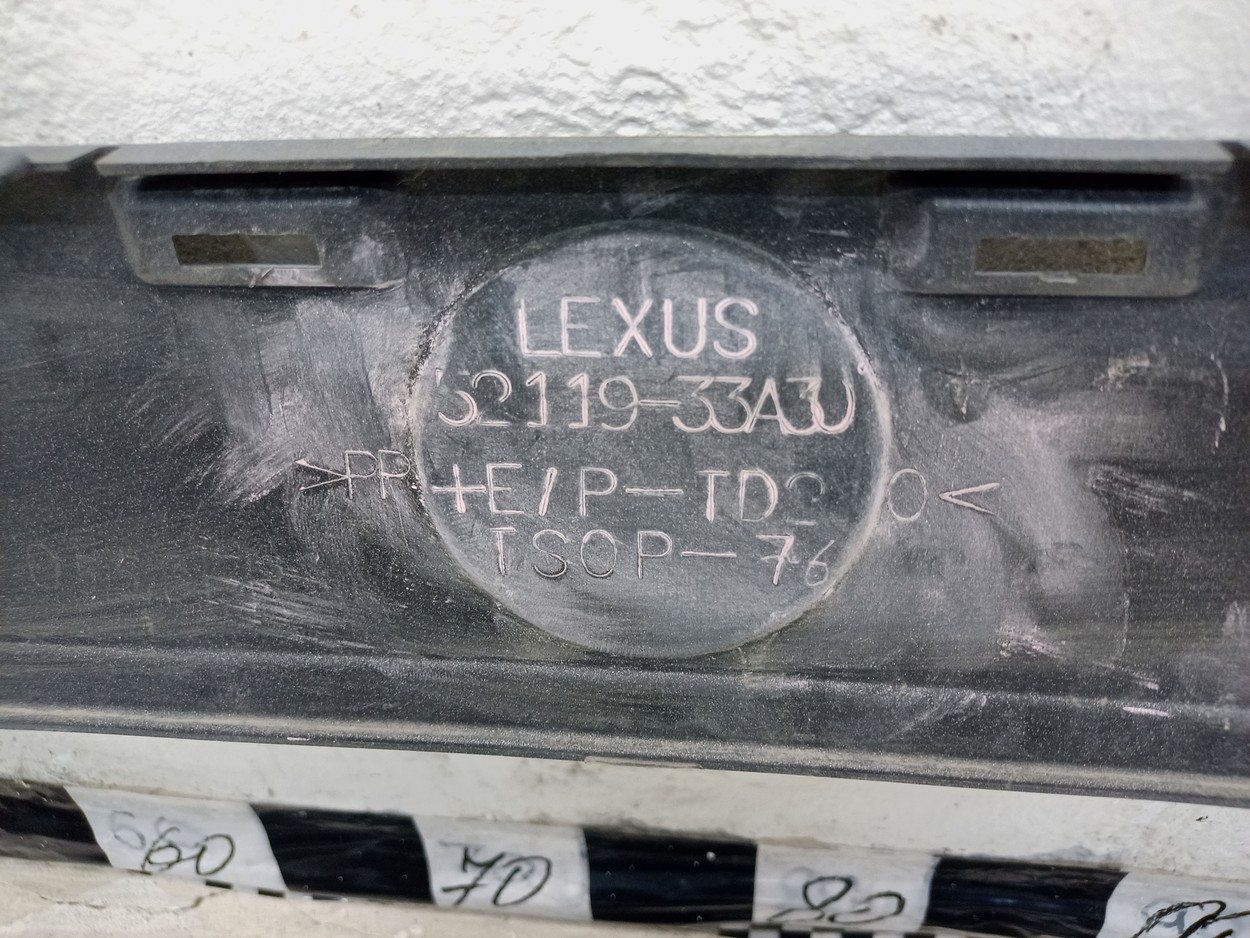 LEXUS
52119-33A30
>PP+E/P-TD20<
TSOP-76
60
70
80